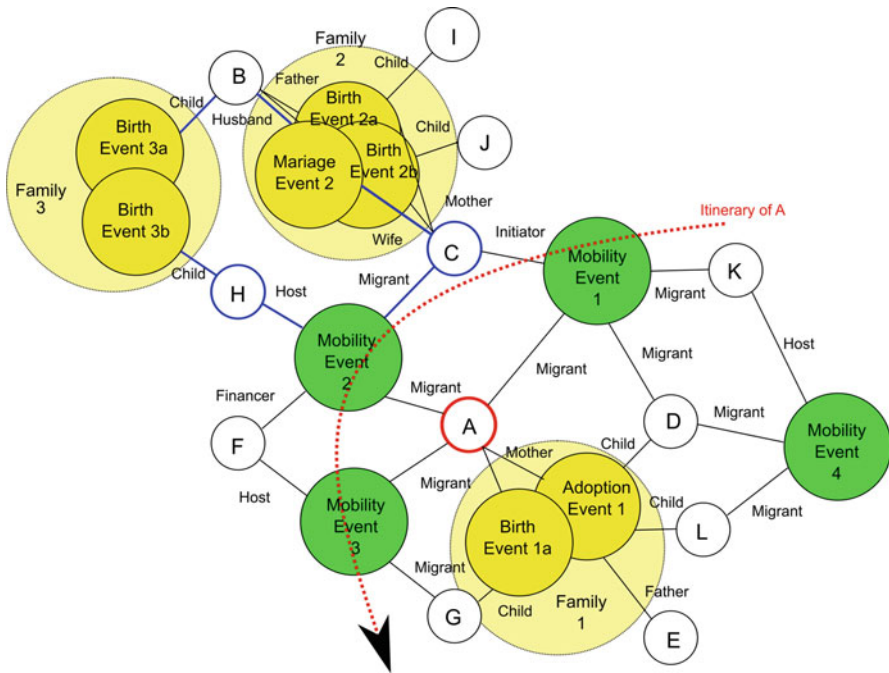 Family
2
I
Child
B
Father
Child
Husband
Birth
Event 2a
Child
J
Birth
Event 3a
Mariage
Event 2
Birth
Event 2b
Family
3
Birth
Event 3b
Mother
Wife
Itinerary of A
Child
C
Initiator
Mobility
Event
1
K
H
Host
Migrant
Migrant
Mobility
Event
2
Migrant
Host
Migrant
Financer
Migrant
A
D
Migrant
Mobility
Event
4
F
Mother
Child
Host
Migrant
Adoption
Event 1
Child
Migrant
Mobility
Event
3
Birth
Event 1a
L
Migrant
Child
Family
1
Father
G
E